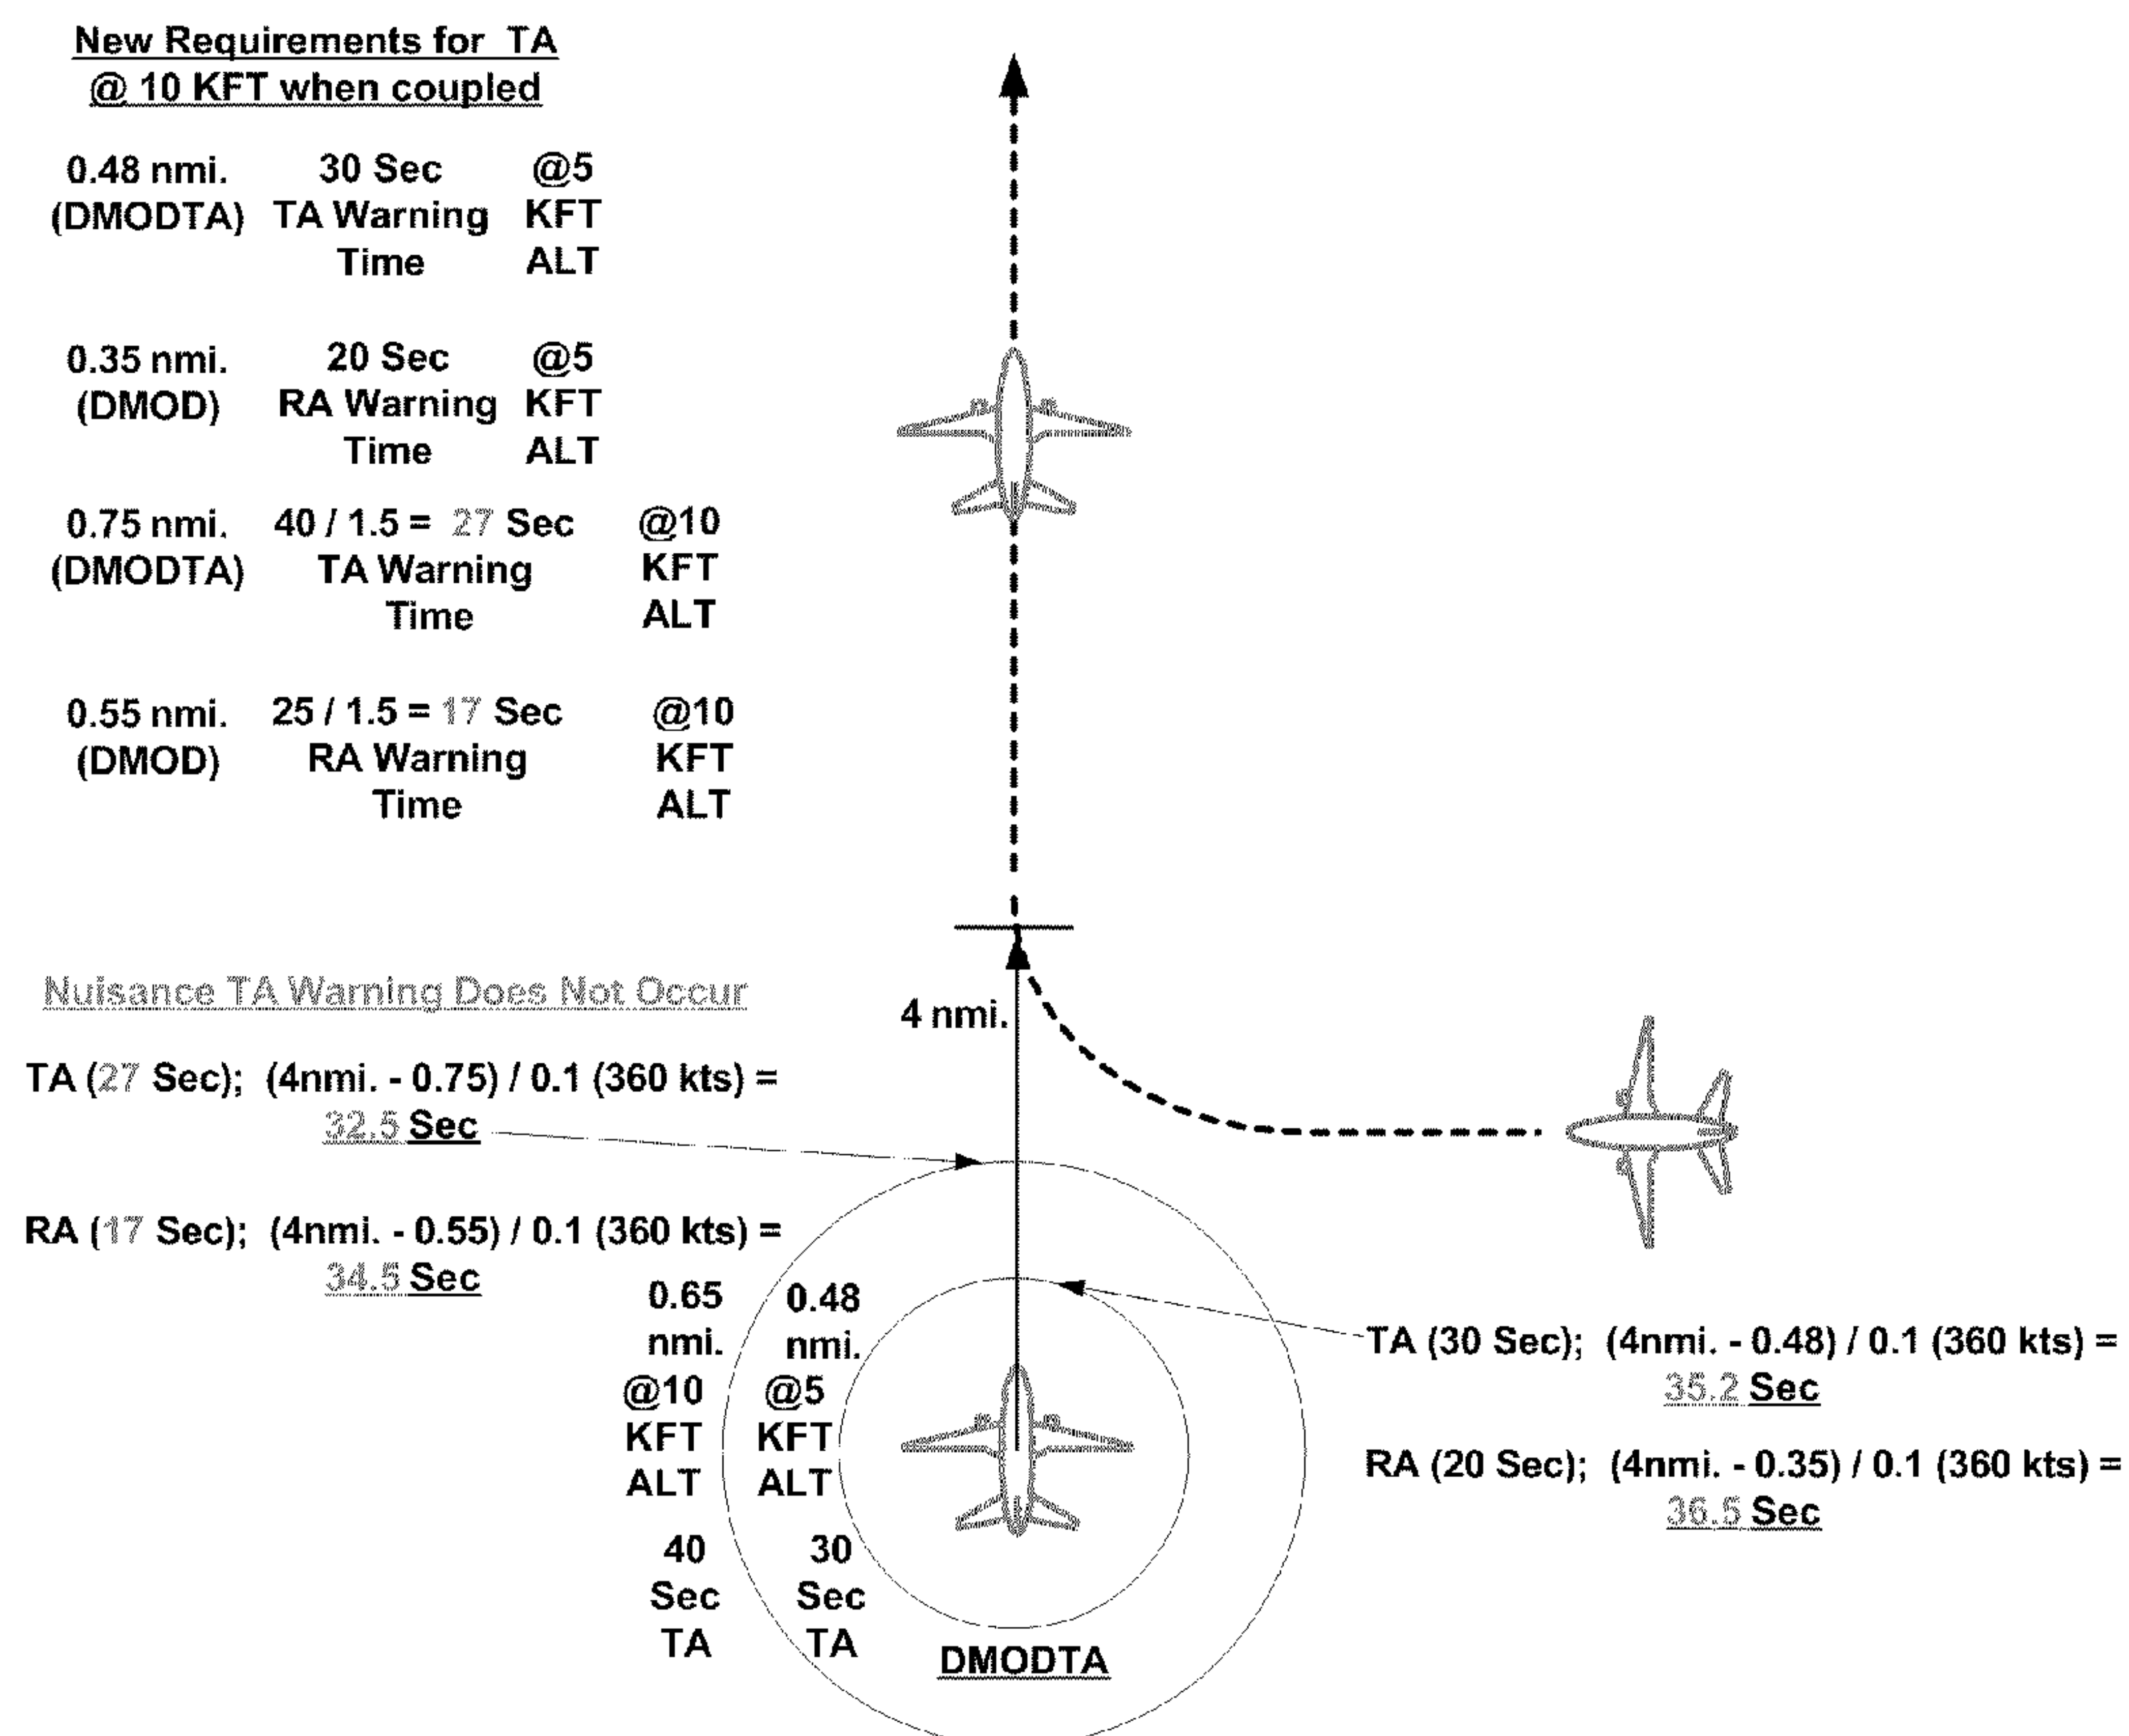 New Requirements for TA
@ 10 KFT when coupled
0.48 nmi. 30 Sec @5
(DMODTA) TA Warning KFT
Time ALT
0.35 nmi. 20 Sec @5
(DMOD) RA Warning KFT
Time ALT
0.75 nmi. 40 / 1.5 = 27 Sec @10
(DMODTA) TA Warning KFT
Time ALT
0.55 nmi. 25 / 1.5 = 17 Sec @10
(DMOD) RA Warning KFT
Time ALT
Nuisance TA Warning Does Not Occur
4 nmi.
TA (27 Sec); (4nmi. - 0.75) / 0.1 (360 kts) =
32.5 Sec
RA (17 Sec); (4nmi. - 0.55) / 0.1 (360 kts) =
34.5 Sec
0.65 0.48
nmi. nmi.
@10 @5
KFT KFT
ALT ALT
40 30
Sec Sec
TA TA
DMODTA
TA (30 Sec); (4nmi. - 0.48) / 0.1 (360 kts) =
35.2 Sec
RA (20 Sec); (4nmi. - 0.35) / 0.1 (360 kts) =
36.5 Sec